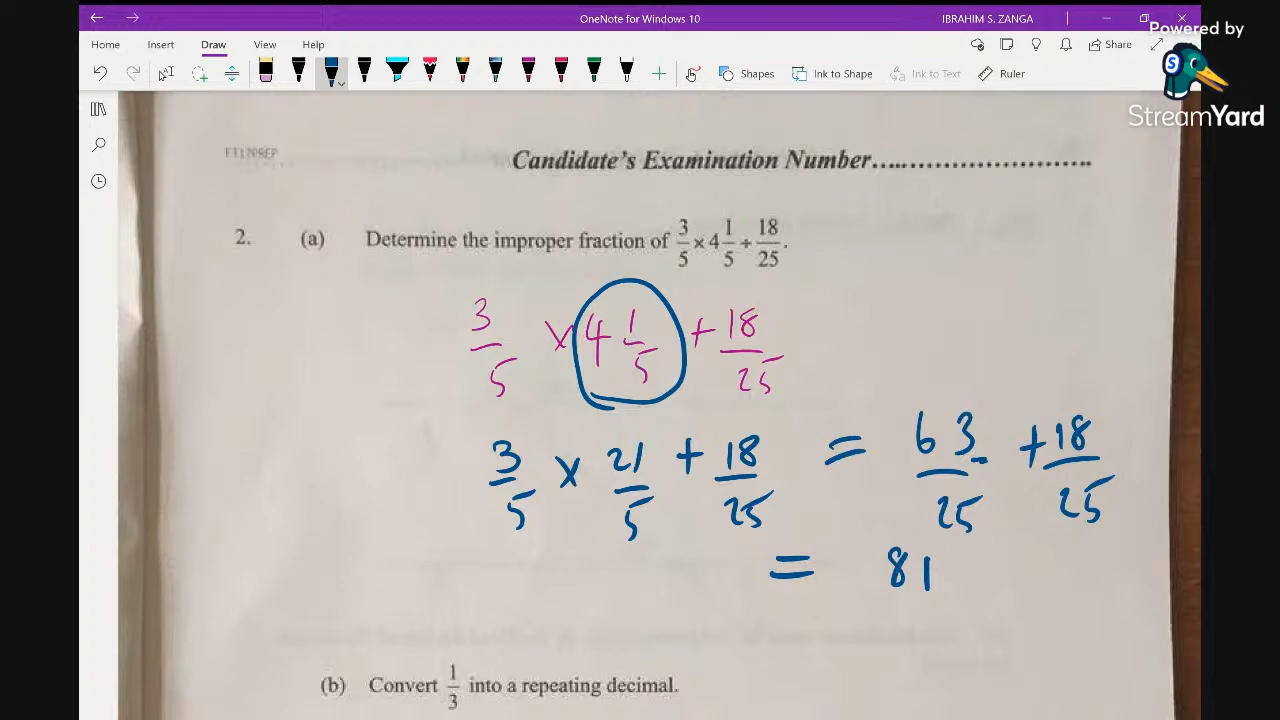 OneNote for Windows 10
IBRAHIM S. ZANGA
Powered by
Home Insert Draw View Help
Share
Shapes Ink to Shape Ink to Text Ruler
StreamYard
FT17PREP
Candidate's Examination Number…..…………………….
2. (a) Determine the improper fraction of 3/5 × 4 1/5 + 18/25.
3/5 × 4 1/5 + 18/25
3/5 × 21/5 + 18/25 = 63/25 + 18/25
= 81
(b) Convert 1/3 into a repeating decimal.